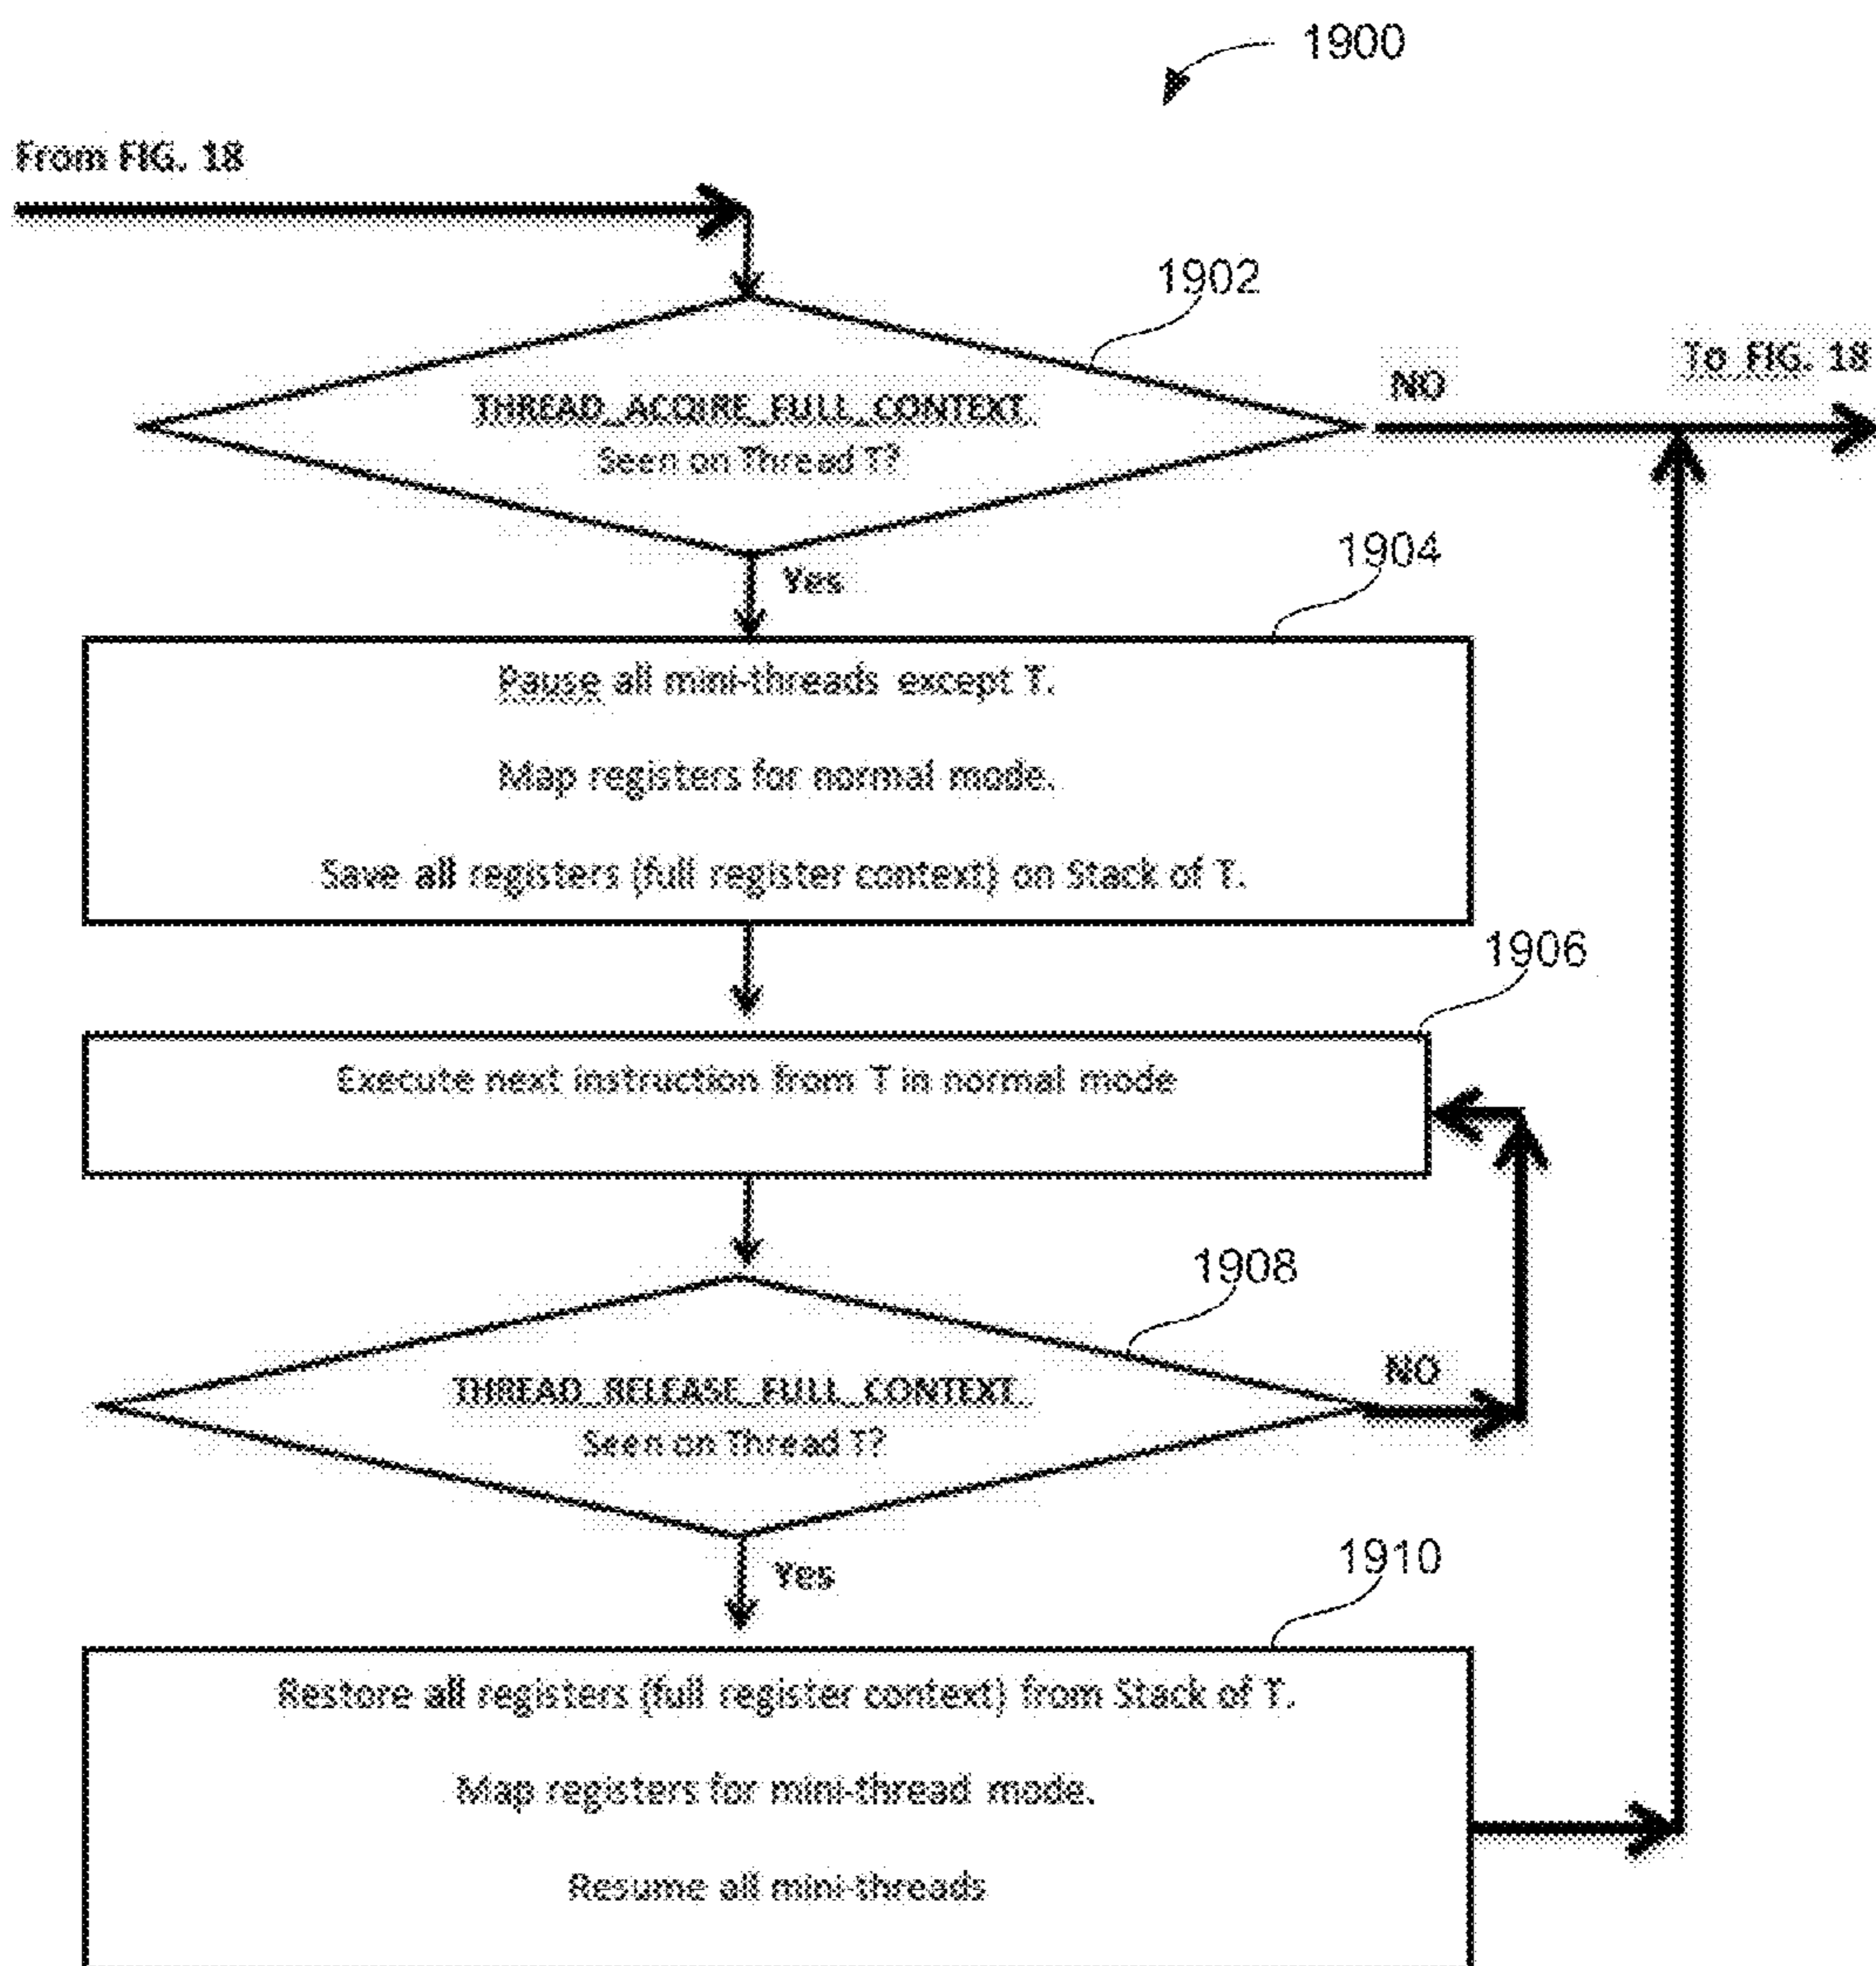 1900
From FIG. 18
1902
To FIG. 18
NO
THREAD_ACQIRE_FULL_CONTEXT
Seen on Thread T?
1904
Yes
Pause all mini-threads except T.
Map registers for normal mode.
Save all registers (full register context) on Stack of T.
1906
Execute next instruction from T in normal mode
1908
NO
THREAD_RELEASE_FULL_CONTEXT
Seen on Thread T?
1910
Yes
Restore all registers (full register context) from Stack of T.
Map registers for mini-thread mode.
Resume all mini-threads